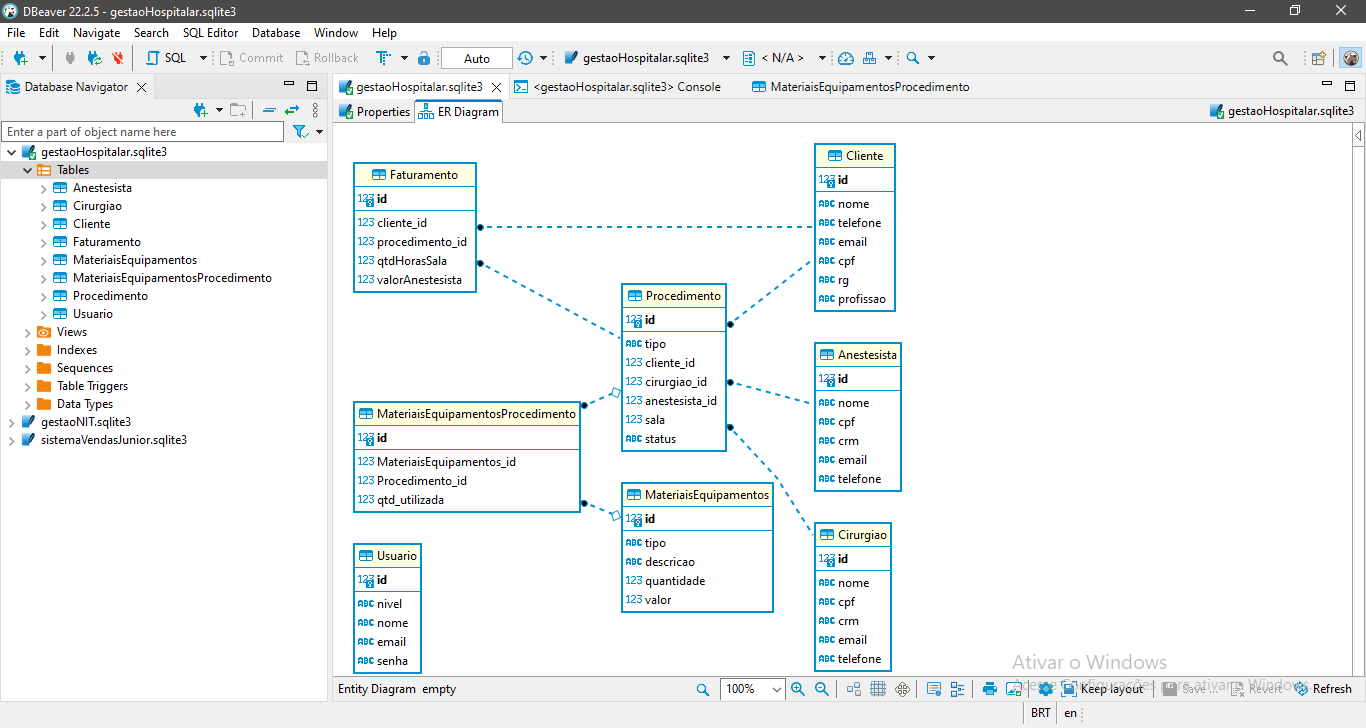 DBeaver 22.2.5 - gestaoHospitalar.sqlite3
File Edit Navigate Search SQL Editor Database Window Help
SQL Commit Rollback Auto gestaoHospitalar.sqlite3 < N/A >
Database Navigator
gestaoHospitalar.sqlite3 <gestaoHospitalar.sqlite3> Console MateriaisEquipamentosProcedimento
Properties ER Diagram gestaoHospitalar.sqlite3
Enter a part of object name here
gestaoHospitalar.sqlite3
Tables
Anestesista
Cirurgiao
Cliente
Faturamento
MateriaisEquipamentos
MateriaisEquipamentosProcedimento
Procedimento
Usuario
Views
Indexes
Sequences
Table Triggers
Data Types
gestaoNIT.sqlite3
sistemaVendasJunior.sqlite3
Faturamento
123 id
123 cliente_id
123 procedimento_id
123 qtdHorasSala
123 valorAnestesista
Cliente
123 id
ABC nome
ABC telefone
ABC email
ABC cpf
ABC rg
ABC profissao
Procedimento
123 id
ABC tipo
123 cliente_id
123 cirurgiao_id
123 anestesista_id
123 sala
ABC status
Anestesista
123 id
ABC nome
ABC cpf
ABC crm
ABC email
ABC telefone
MateriaisEquipamentosProcedimento
123 id
123 MateriaisEquipamentos_id
123 Procedimento_id
123 qtd_utilizada
MateriaisEquipamentos
123 id
ABC tipo
ABC descricao
123 quantidade
123 valor
Cirurgiao
123 id
ABC nome
ABC cpf
ABC crm
ABC email
ABC telefone
Usuario
123 id
ABC nivel
ABC nome
ABC email
ABC senha
Ativar o Windows
Acesse Configurações para ativar o Windows.
Entity Diagram empty 100% Keep layout Save ... Revert Refresh
BRT en